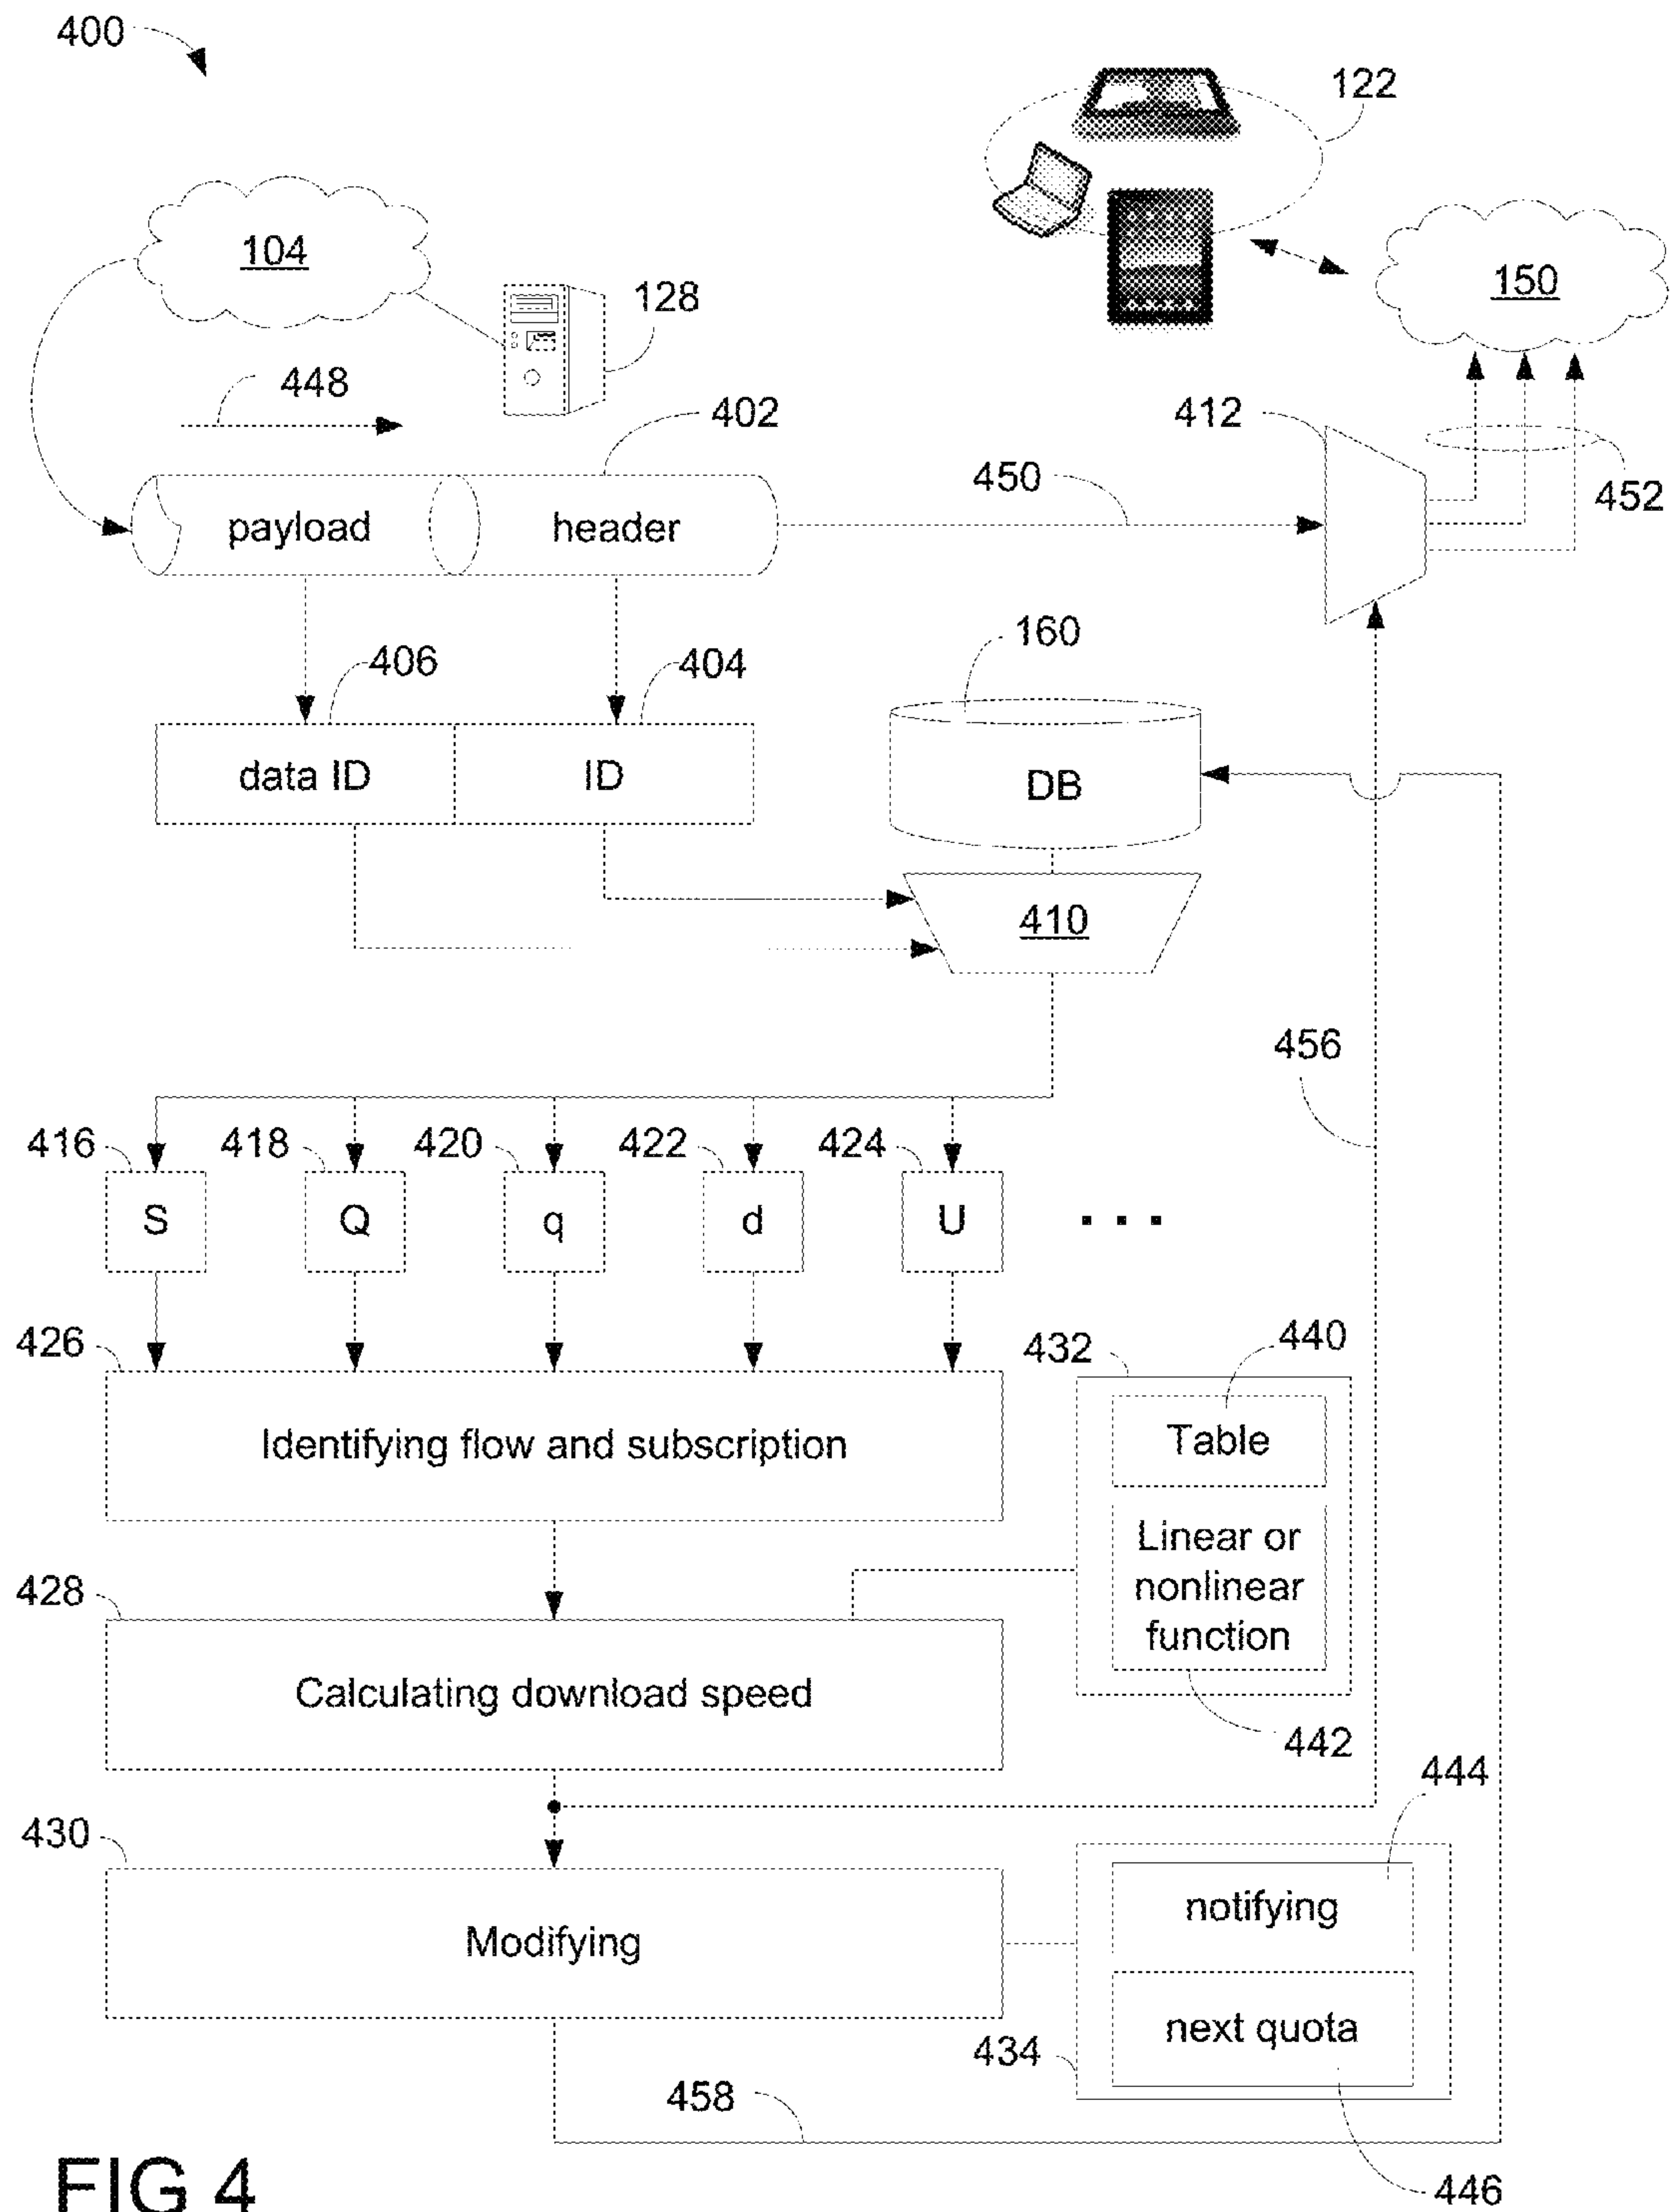 400
122
104
128
150
448
402
412
450
452
payload
header
160
406
404
data ID
ID
DB
410
456
416
418
420
422
424
S
Q
q
d
U
...
426
432
440
Identifying flow and subscription
Table
Linear or
nonlinear
function
428
Calculating download speed
442
444
430
notifying
Modifying
next quota
434
458
446
FIG 4